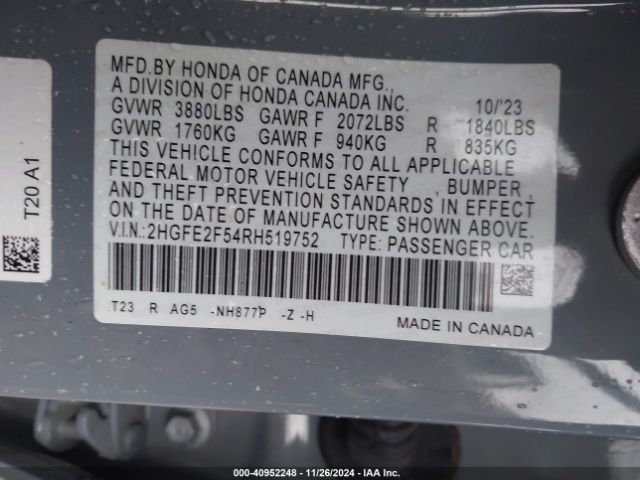 MFD.BY HONDA OF CANADA MFG.,
A DIVISION OF HONDA CANADA INC. 10/'23
GVWR 3880LBS GAWR F 2072LBS R 1840LBS
GVWR 1760KG GAWR F 940KG R 835KG
THIS VEHICLE CONFORMS TO ALL APPLICABLE
FEDERAL MOTOR VEHICLE SAFETY , BUMPER ,
AND THEFT PREVENTION STANDARDS IN EFFECT
ON THE DATE OF MANUFACTURE SHOWN ABOVE.
V.I.N.:2HGFE2F54RH519752 TYPE: PASSENGER CAR
T23 R AG5 -NH877P -Z -H
MADE IN CANADA
T20 A1
000-40952248 - 11/26/2024 - IAA Inc.